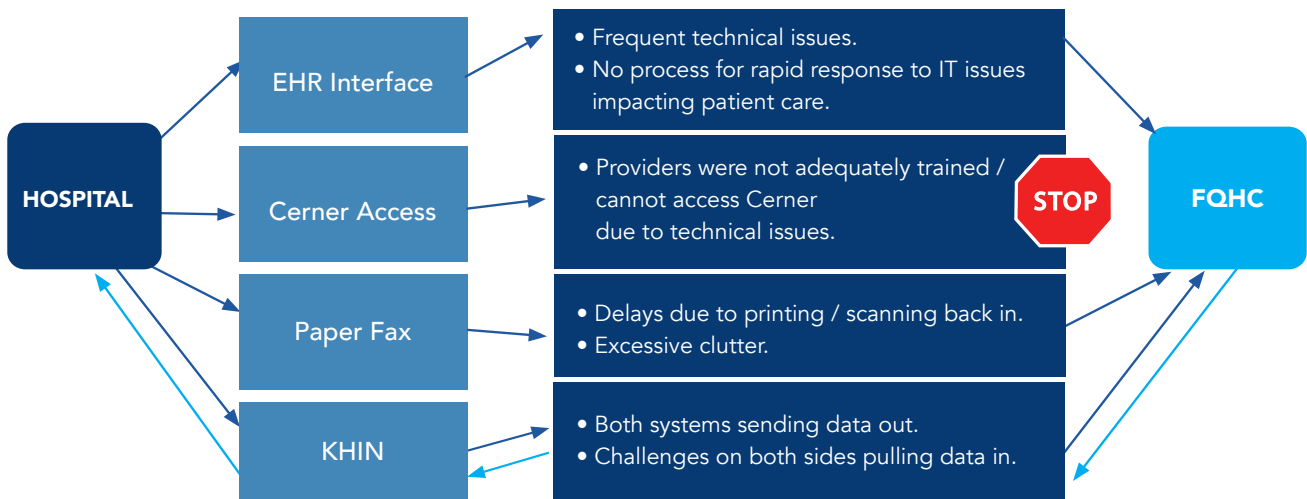 HOSPITAL
EHR Interface
• Frequent technical issues.
• No process for rapid response to IT issues
impacting patient care.
Cerner Access
• Providers were not adequately trained /
cannot access Cerner
due to technical issues.
STOP
FQHC
Paper Fax
• Delays due to printing / scanning back in.
• Excessive clutter.
KHIN
• Both systems sending data out.
• Challenges on both sides pulling data in.